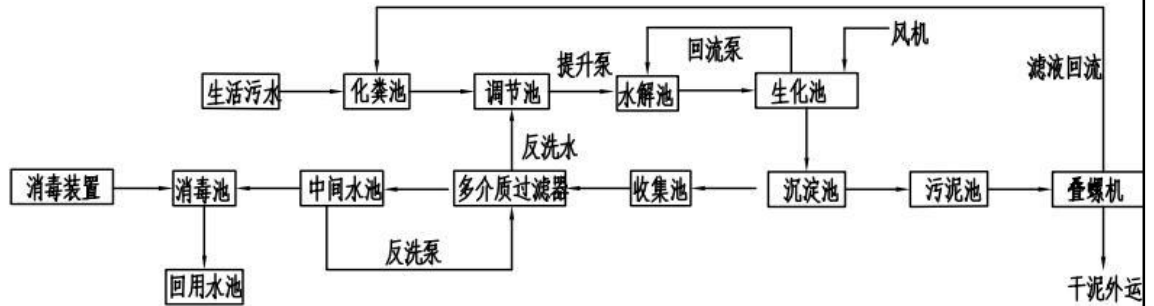 风机
回流泵
提升泵
滤液回流
生活污水
化粪池
调节池
水解池
生化池
反洗水
消毒装置
消毒池
中间水池
多介质过滤器
收集池
沉淀池
污泥池
叠螺机
反洗泵
回用水池
干泥外运